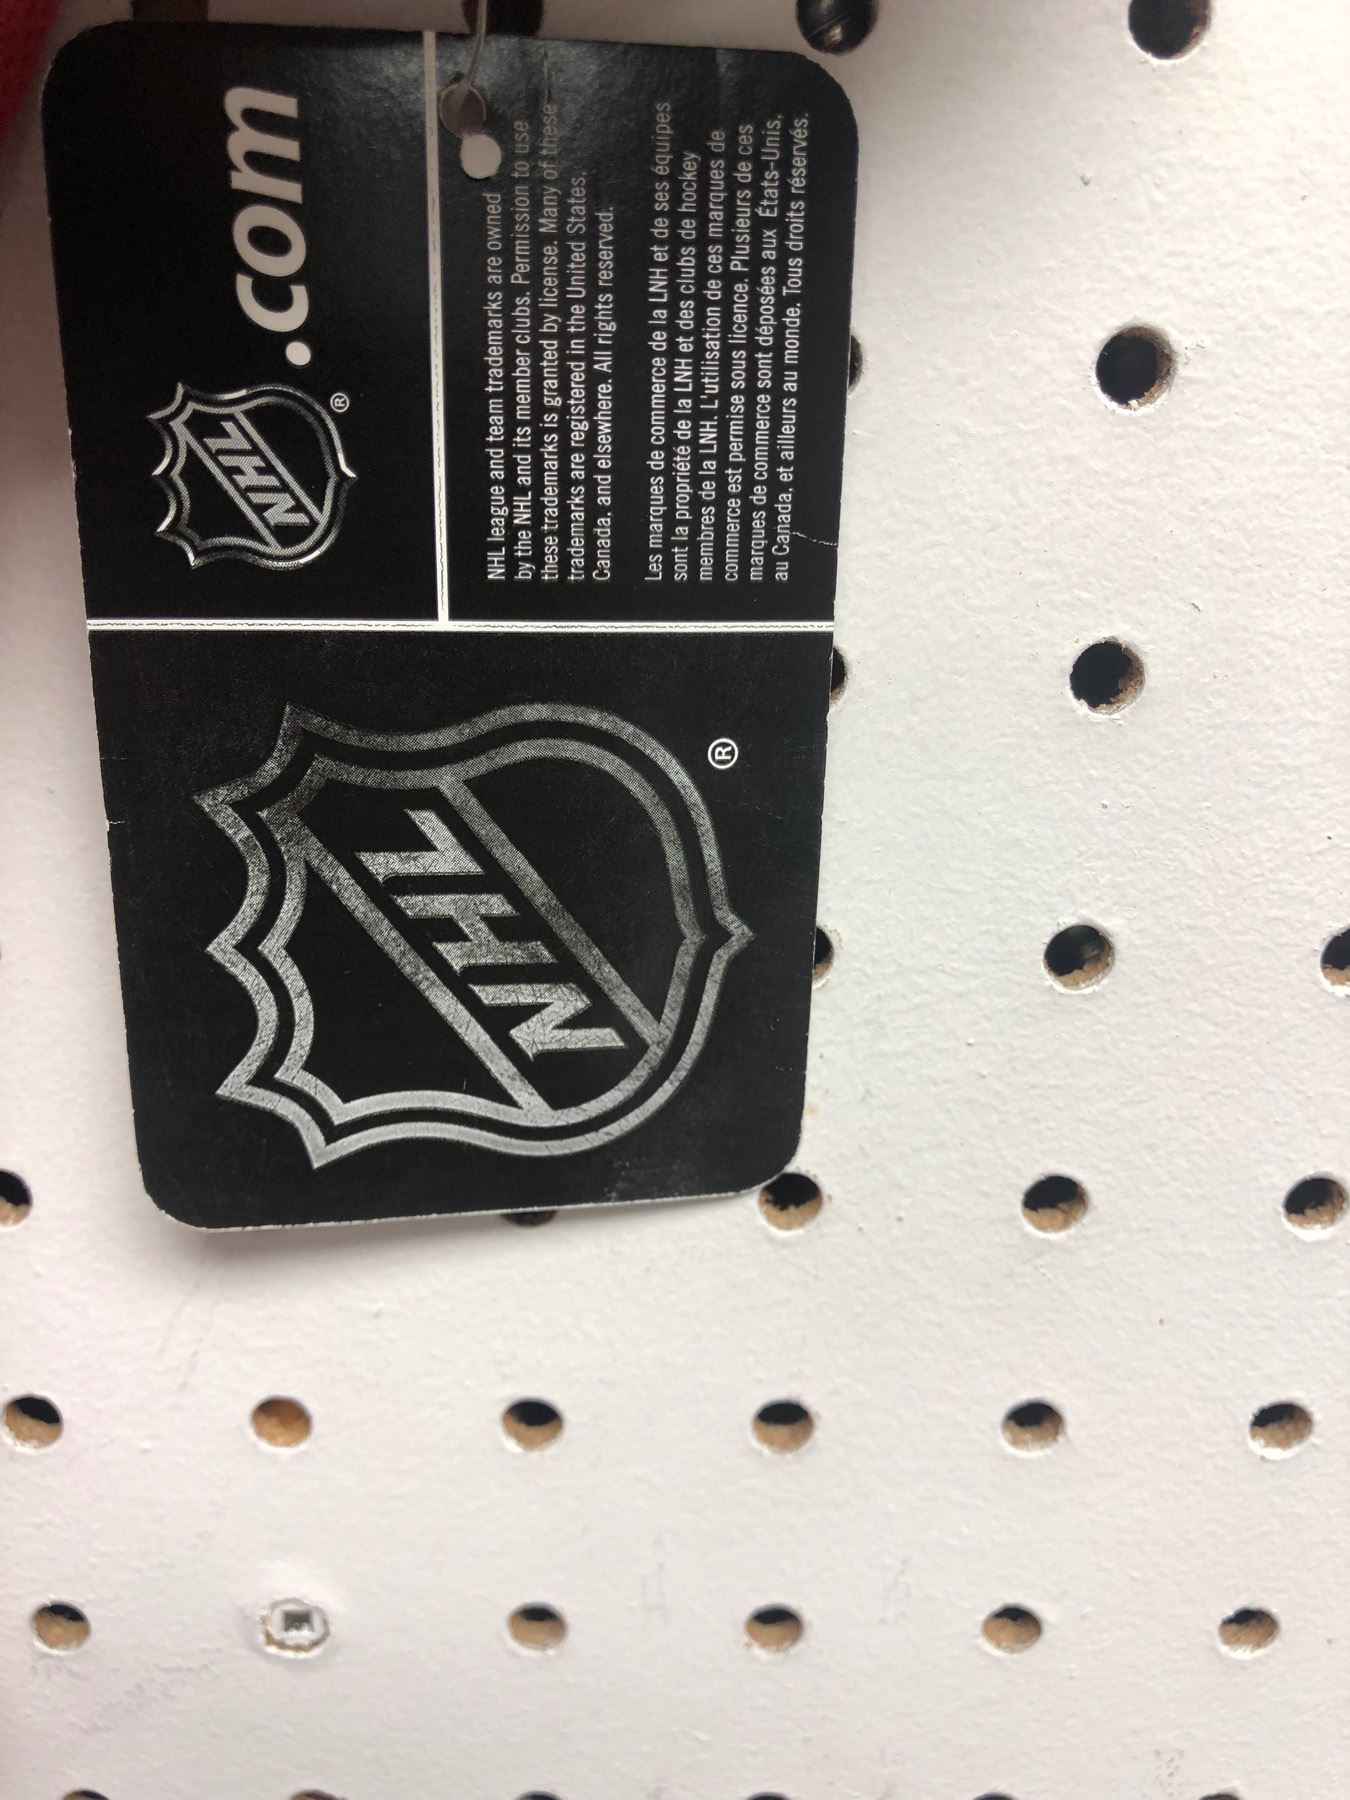 NHL.com
®
NHL league and team trademarks are owned
by the NHL and its member clubs. Permission to use
these trademarks is granted by license. Many of these
trademarks are registered in the United States,
Canada, and elsewhere. All rights reserved.
Les marques de commerce de la LNH et de ses équipes
sont la propriété de la LNH et des clubs de hockey
membres de la LNH. L'utilisation de ces marques de
commerce est permise sous licence. Plusieurs de ces
marques de commerce sont déposées aux États-Unis,
au Canada, et ailleurs au monde. Tous droits réservés.
NHL
®